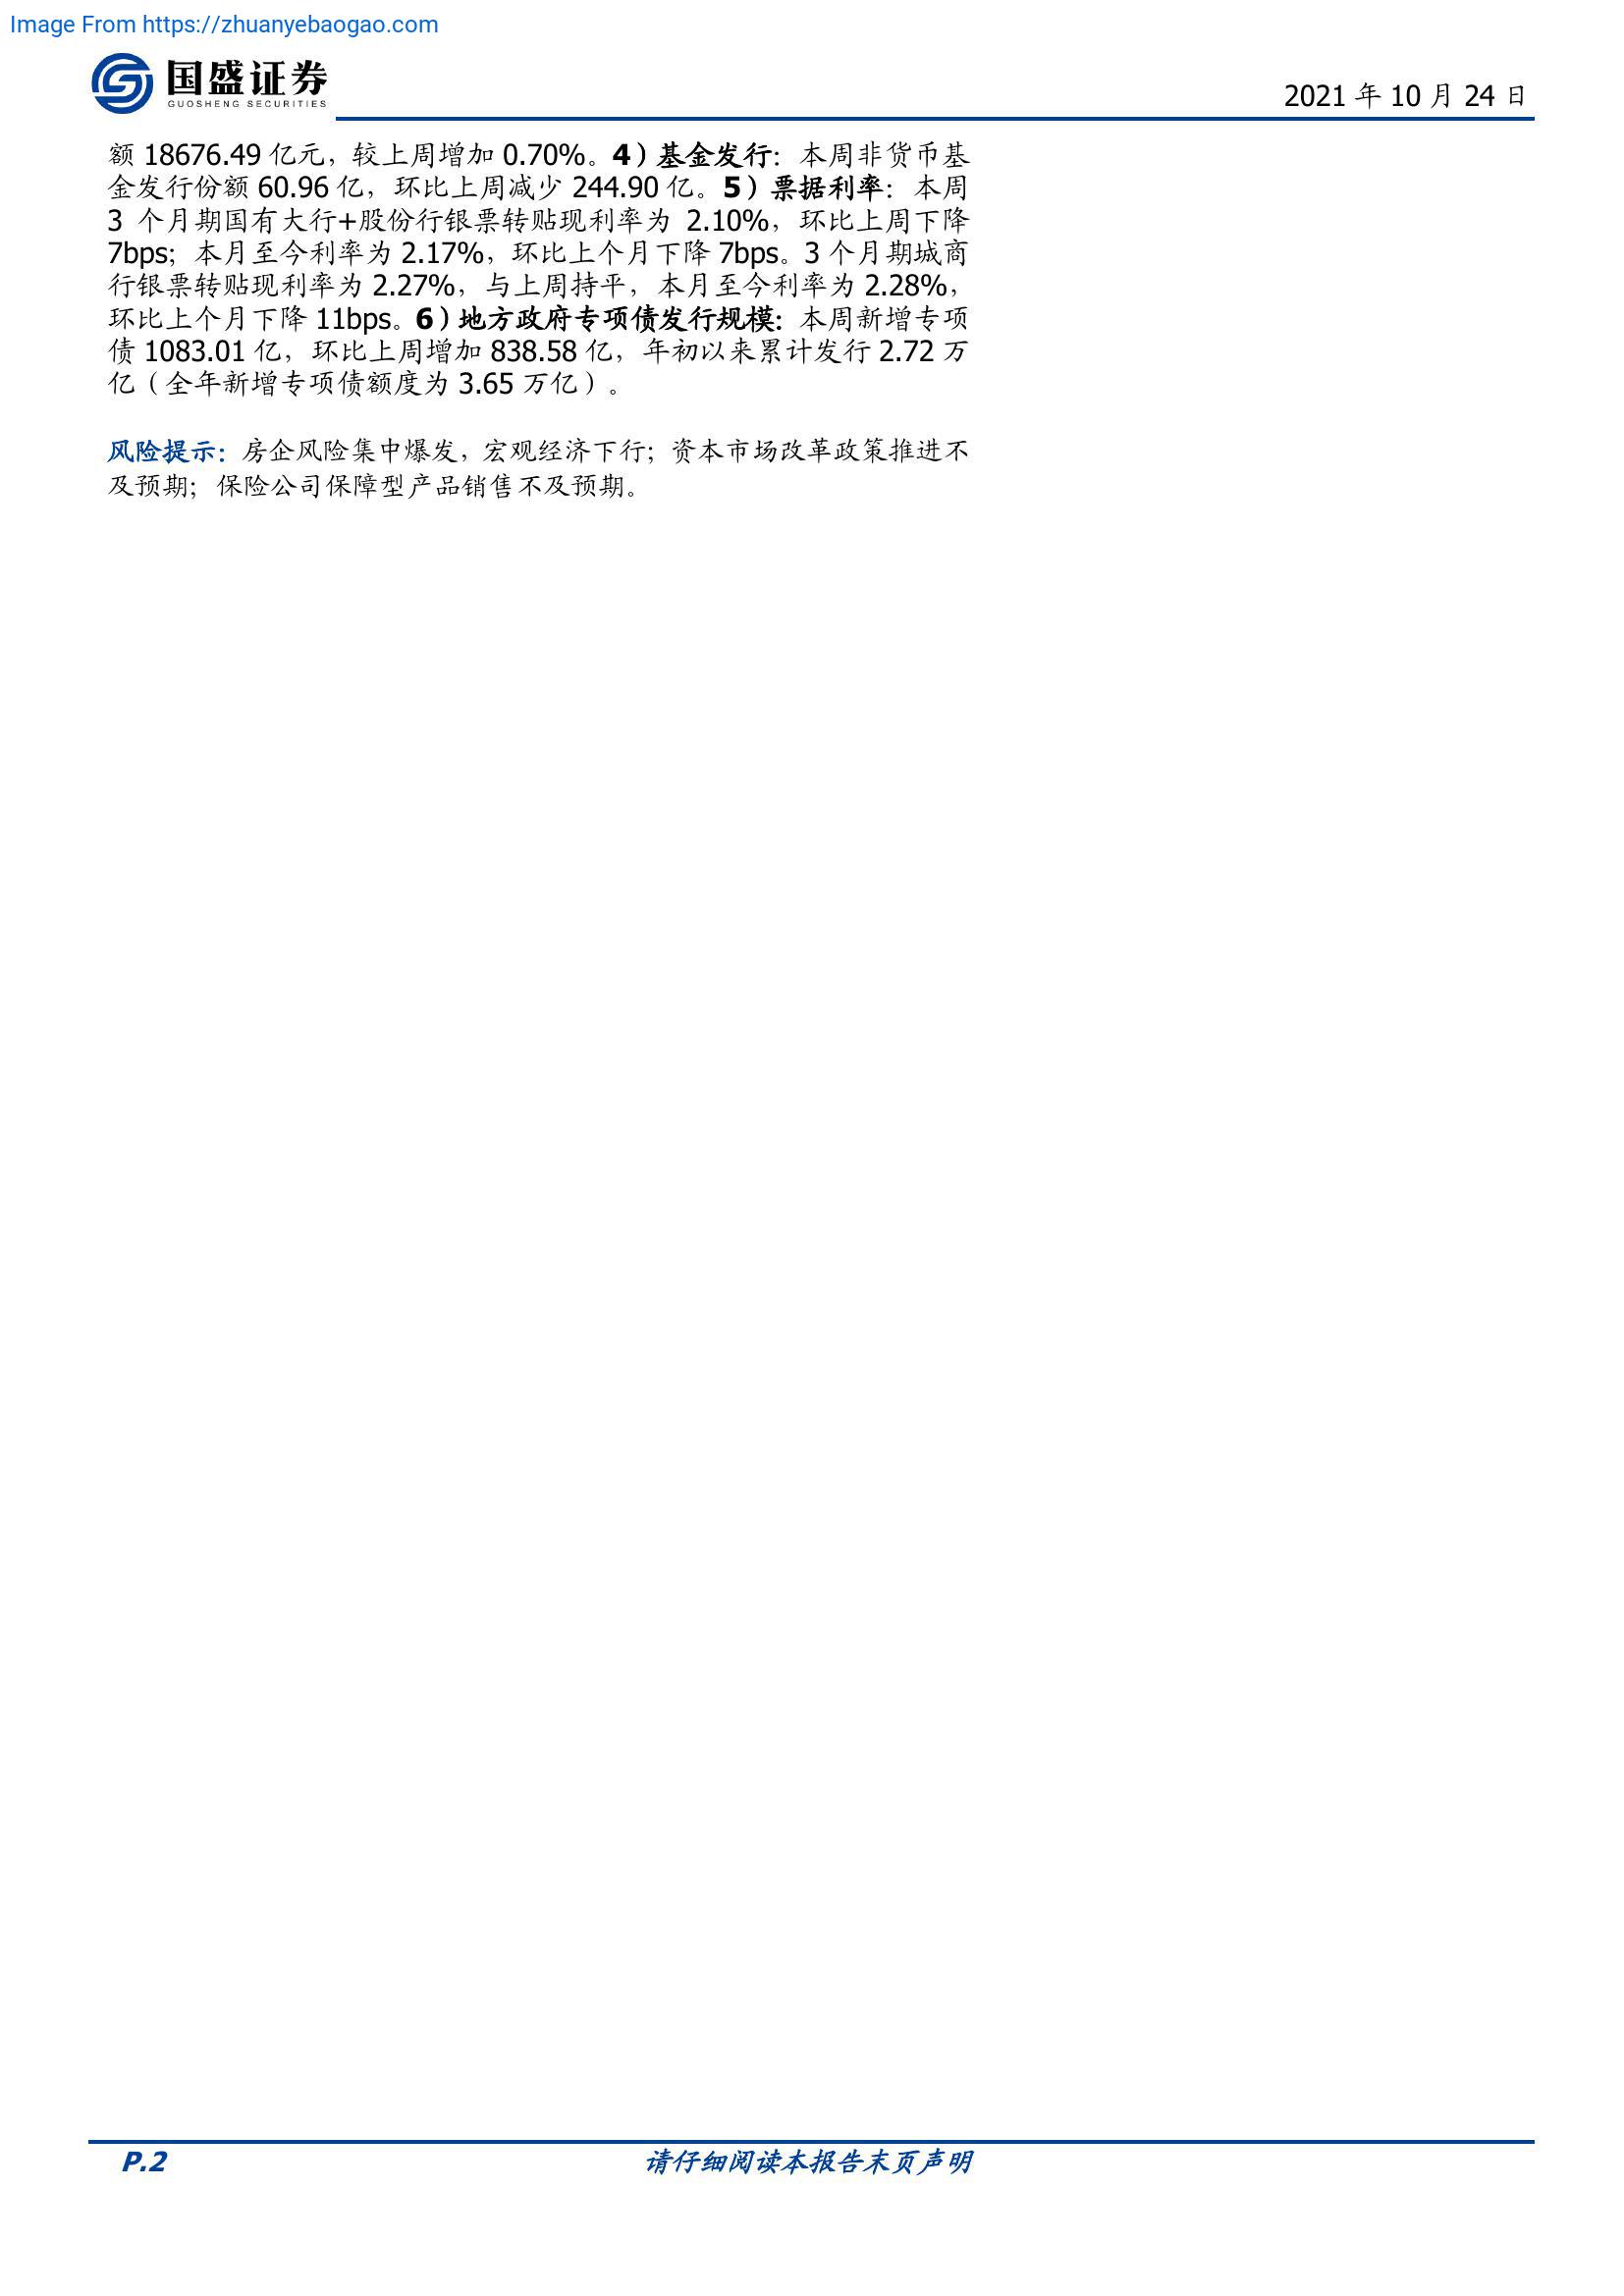 Image From https://zhuanyebaogao.com
国盛证券
GUOSHENG SECURITIES
2021 年 10 月 24 日
额 18676.49 亿元，较上周增加 0.70%。4）基金发行：本周非货币基
金发行份额 60.96 亿，环比上周减少 244.90 亿。5）票据利率：本周
3 个月期国有大行+股份行银票转贴现利率为 2.10%，环比上周下降
7bps；本月至今利率为 2.17%，环比上个月下降 7bps。3 个月期城商
行银票转贴现利率为 2.27%，与上周持平，本月至今利率为 2.28%，
环比上个月下降 11bps。6）地方政府专项债发行规模：本周新增专项
债 1083.01 亿，环比上周增加 838.58 亿，年初以来累计发行 2.72 万
亿（全年新增专项债额度为 3.65 万亿）。
风险提示：房企风险集中爆发，宏观经济下行；资本市场改革政策推进不
及预期；保险公司保障型产品销售不及预期。
P.2
请仔细阅读本报告末页声明